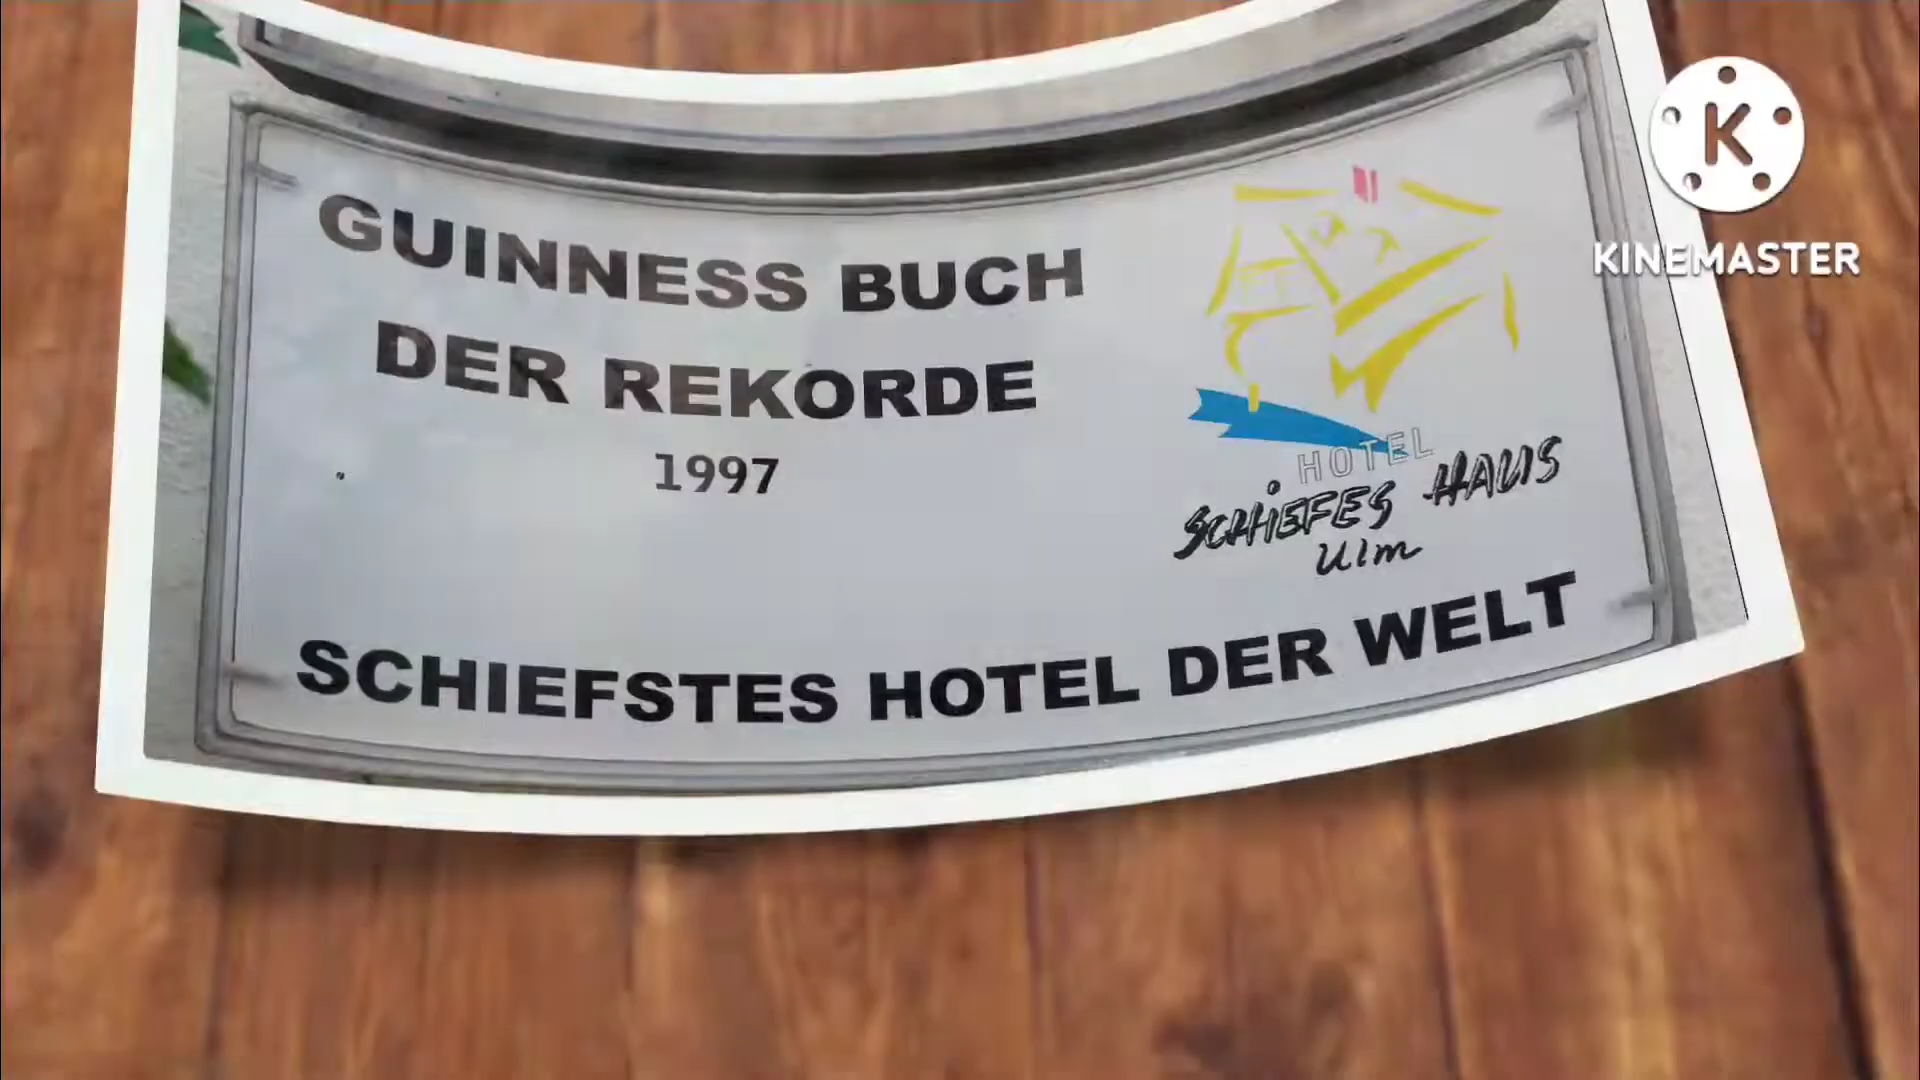 GUINNESS BUCH
DER REKORDE
1997
HOTEL
SCHIEFES HAUS
Ulm
SCHIEFSTES HOTEL DER WELT
K
KINEMASTER